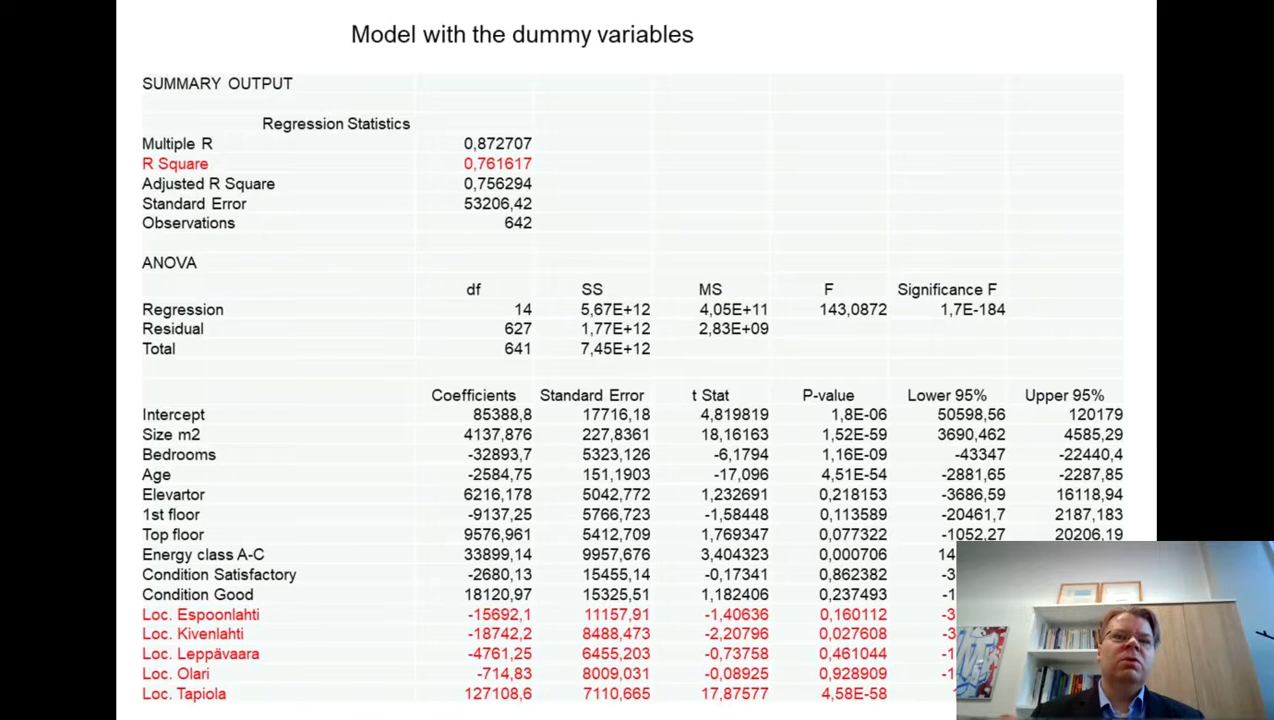 Model with the dummy variables
SUMMARY OUTPUT
Regression Statistics
Multiple R 0,872707
R Square 0,761617
Adjusted R Square 0,756294
Standard Error 53206,42
Observations 642
ANOVA
df SS MS F Significance F
Regression 14 5,67E+12 4,05E+11 143,0872 1,7E-184
Residual 627 1,77E+12 2,83E+09
Total 641 7,45E+12
Coefficients Standard Error t Stat P-value Lower 95% Upper 95%
Intercept 85388,8 17716,18 4,819819 1,8E-06 50598,56 120179
Size m2 4137,876 227,8361 18,16163 1,52E-59 3690,462 4585,29
Bedrooms -32893,7 5323,126 -6,1794 1,16E-09 -43347 -22440,4
Age -2584,75 151,1903 -17,096 4,51E-54 -2881,65 -2287,85
Elevartor 6216,178 5042,772 1,232691 0,218153 -3686,59 16118,94
1st floor -9137,25 5766,723 -1,58448 0,113589 -20461,7 2187,183
Top floor 9576,961 5412,709 1,769347 0,077322 -1052,27 20206,19
Energy class A-C 33899,14 9957,676 3,404323 0,000706 14
Condition Satisfactory -2680,13 15455,14 -0,17341 0,862382 -3
Condition Good 18120,97 15325,51 1,182406 0,237493 -1
Loc. Espoonlahti -15692,1 11157,91 -1,40636 0,160112 -3
Loc. Kivenlahti -18742,2 8488,473 -2,20796 0,027608 -3
Loc. Leppävaara -4761,25 6455,203 -0,73758 0,461044 -1
Loc. Olari -714,83 8009,031 -0,08925 0,928909 -1
Loc. Tapiola 127108,6 7110,665 17,87577 4,58E-58